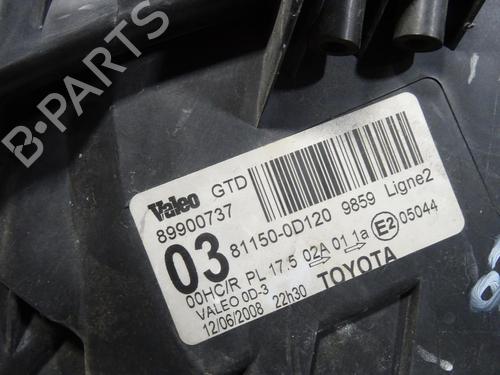 B-PARTS
Valeo GTD
89900737
03 81150-0D120 9859 Ligne2
00HC/R PL 17.5 02A 01 1a E2 05044
VALEO 0D-3 TOYOTA
12/06/2008 22h30